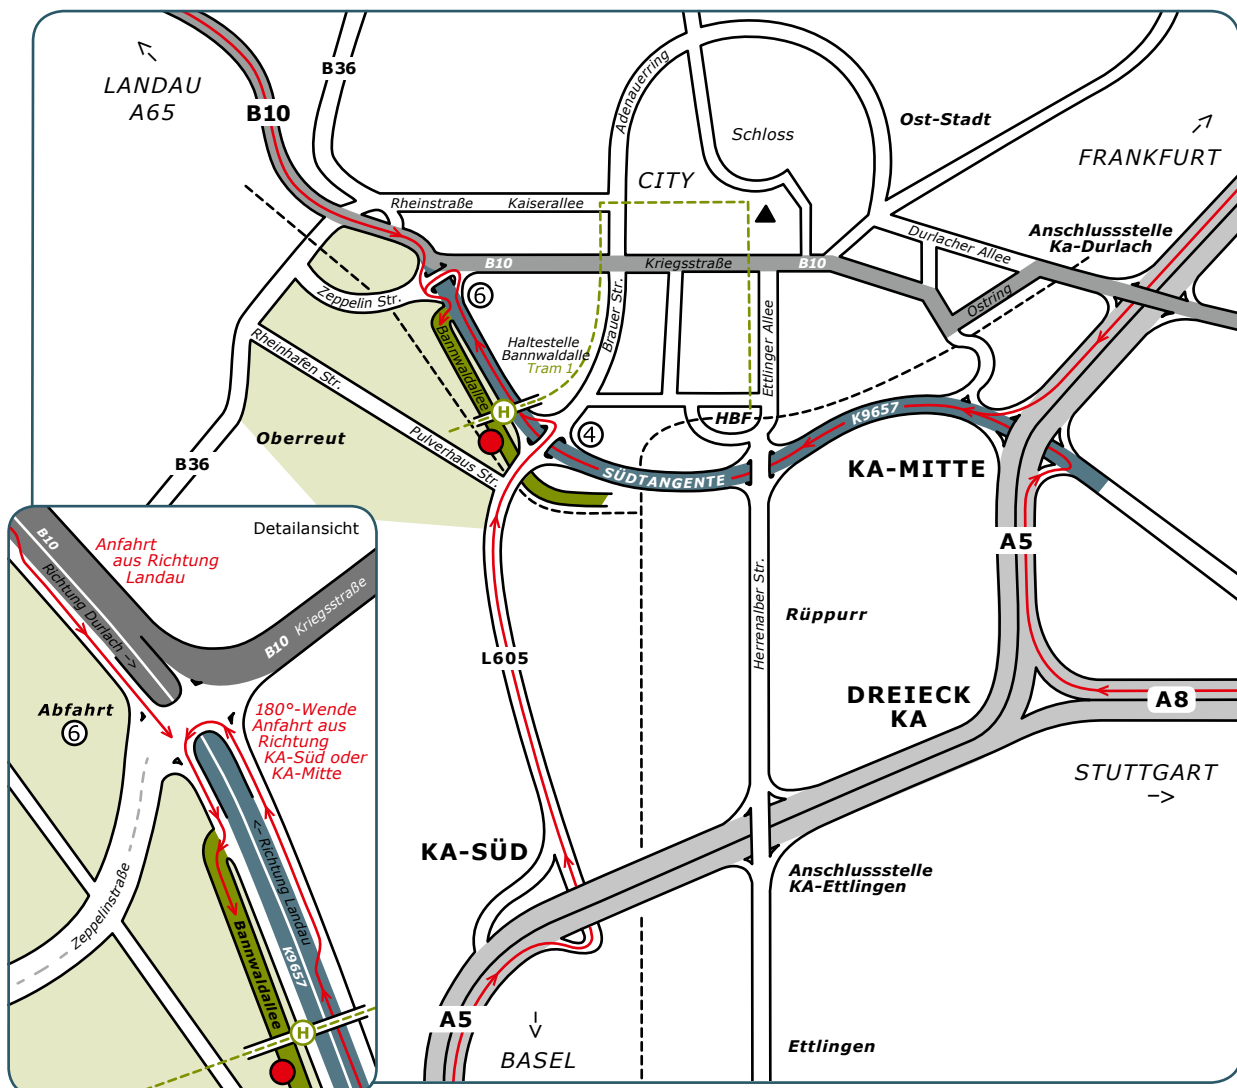 LANDAU
A65
B10
B36
Adenauerring
Schloss
Ost-Stadt
FRANKFURT
CITY
Rheinstraße
Kaiserallee
Durlacher Allee
Anschlussstelle
Ka-Durlach
B10
Kriegsstraße
B10
Zeppelin Str.
6
Ostring
Brauer Str.
Ettlinger Allee
Haltestelle
Bannwaldalle
Tram 1
Bannwaldallee
Rheinhafen Str.
H
HBF
K9657
Oberreut
Pulverhaus Str.
4
B36
SÜDTANGENTE
KA-MITTE
A5
Herrenalber Str.
Rüppurr
L605
DREIECK
KA
A8
STUTTGART
KA-SÜD
Anschlussstelle
KA-Ettlingen
A5
BASEL
Ettlingen
Detailansicht
B10
Anfahrt
aus Richtung
Landau
Richtung Durlach ->
B10 Kriegsstraße
Abfahrt
6
180°-Wende
Anfahrt aus
Richtung
KA-Süd oder
KA-Mitte
<-Richtung Landau
Zeppelinstraße
Bannwaldallee
K9657
H